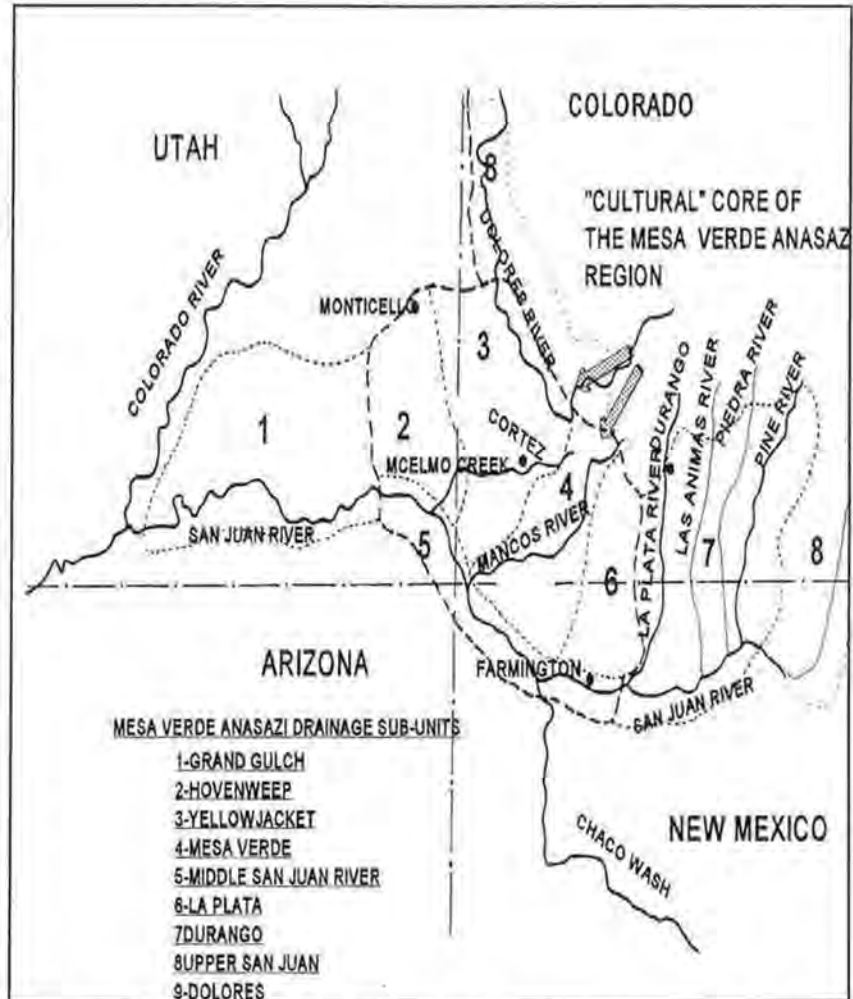 COLORADO
UTAH
8
"CULTURAL" CORE OF
THE MESA VERDE ANASAZ
REGION
COLORADO RIVER
DOLORES RIVER
MONTICELLO
3
1
2
CORTEZ
MCELMO CREEK
4
DURANGO
LAS ANIMAS RIVER
PIEDRA RIVER
PINE RIVER
SAN JUAN RIVER
5
MANCOS RIVER
6
LA PLATA RIVER
7
8
ARIZONA
FARMINGTON
SAN JUAN RIVER
MESA VERDE ANASAZI DRAINAGE SUB-UNITS
1-GRAND GULCH
2-HOVENWEEP
3-YELLOWJACKET
4-MESA VERDE
5-MIDDLE SAN JUAN RIVER
6-LA PLATA
7DURANGO
8UPPER SAN JUAN
9-DOLORES
NEW MEXICO
CHACO WASH